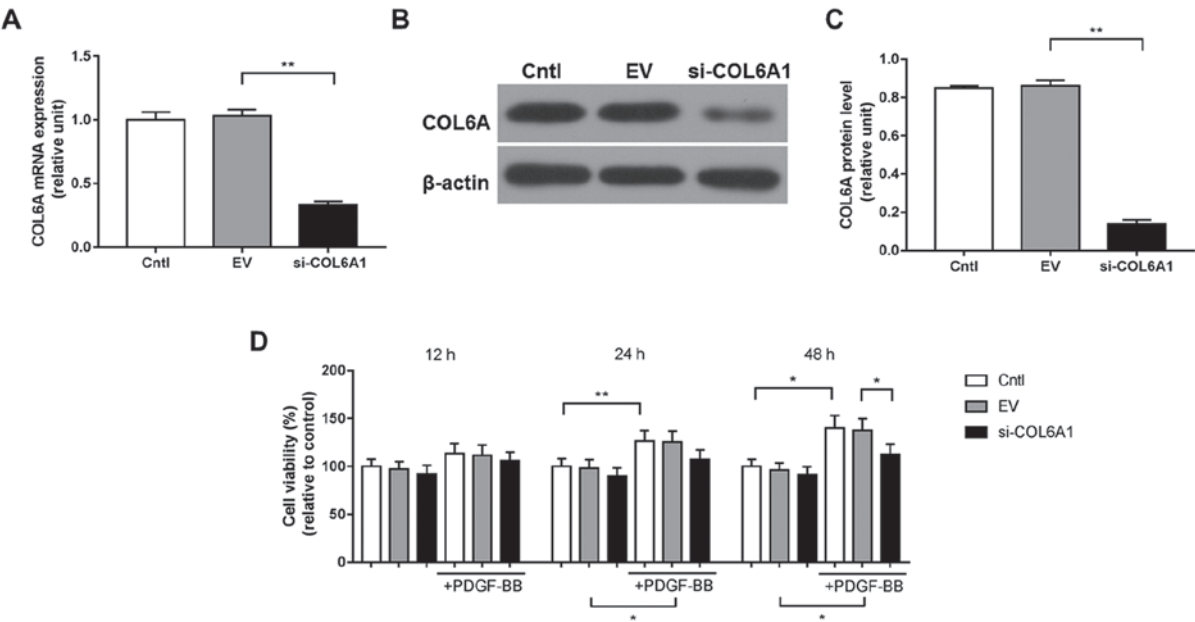 A
COL6A mRNA expression
(relative unit)
1.5
1.0
0.5
0.0
**
Cntl EV si-COL6A1
B
Cntl EV si-COL6A1
COL6A
β-actin
C
COL6A protein level
(relative unit)
1.0
0.8
0.6
0.4
0.2
0.0
**
Cntl EV si-COL6A1
D
12 h 24 h 48 h
Cell viability (%)
(relative to control)
200
150
100
50
0
**
*
*
+PDGF-BB +PDGF-BB +PDGF-BB
* *
Cntl
EV
si-COL6A1